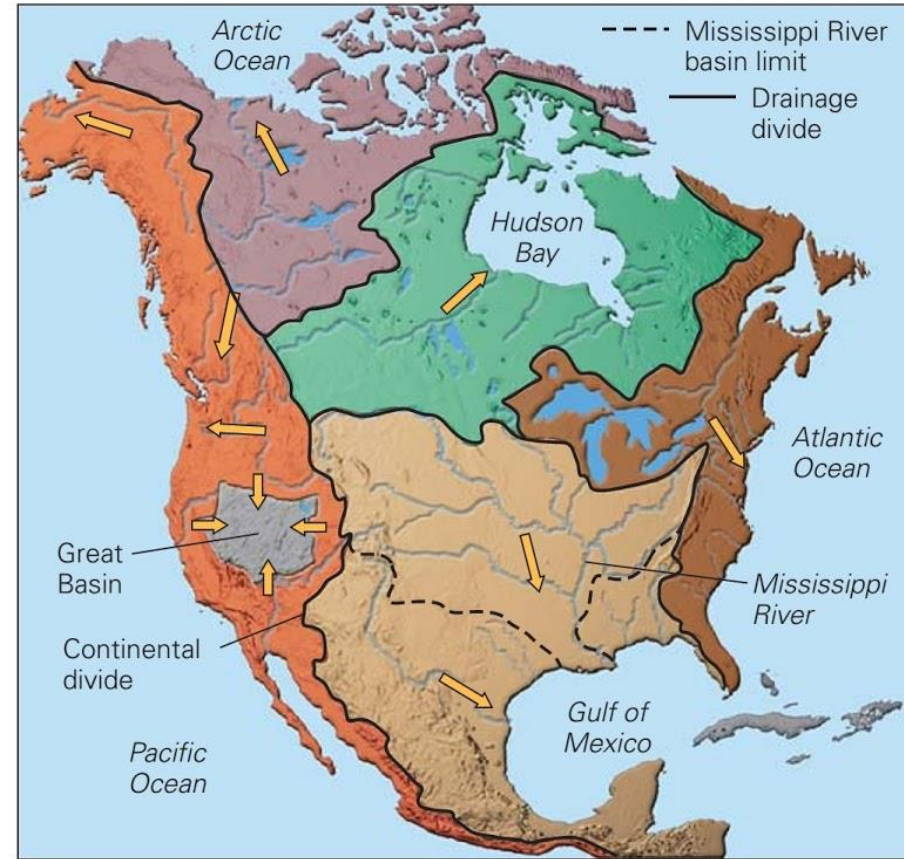 Arctic
Ocean
Mississippi River
basin limit
Drainage
divide
Hudson
Bay
Atlantic
Ocean
Great
Basin
Mississippi
River
Continental
divide
Gulf of
Mexico
Pacific
Ocean